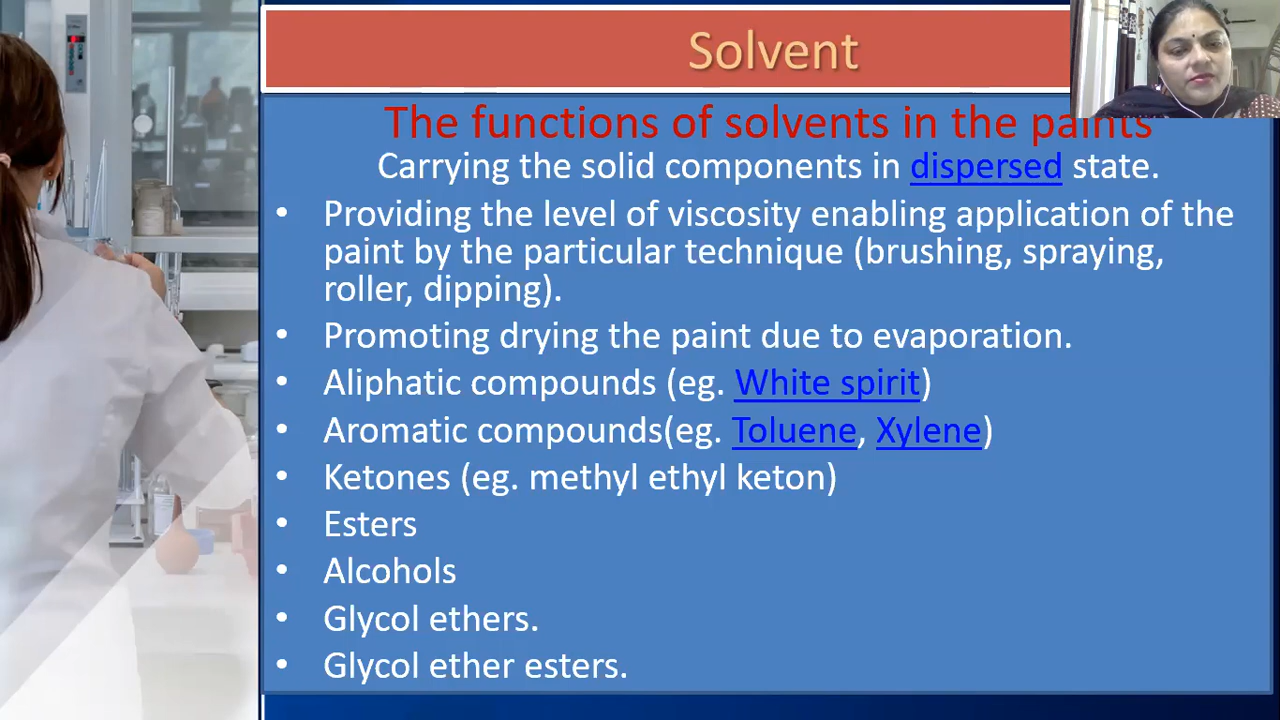 Solvent
The functions of solvents in the paints
Carrying the solid components in dispersed state.
• Providing the level of viscosity enabling application of the
paint by the particular technique (brushing, spraying,
roller, dipping).
• Promoting drying the paint due to evaporation.
• Aliphatic compounds (eg. White spirit)
• Aromatic compounds(eg. Toluene, Xylene)
• Ketones (eg. methyl ethyl keton)
• Esters
• Alcohols
• Glycol ethers.
• Glycol ether esters.